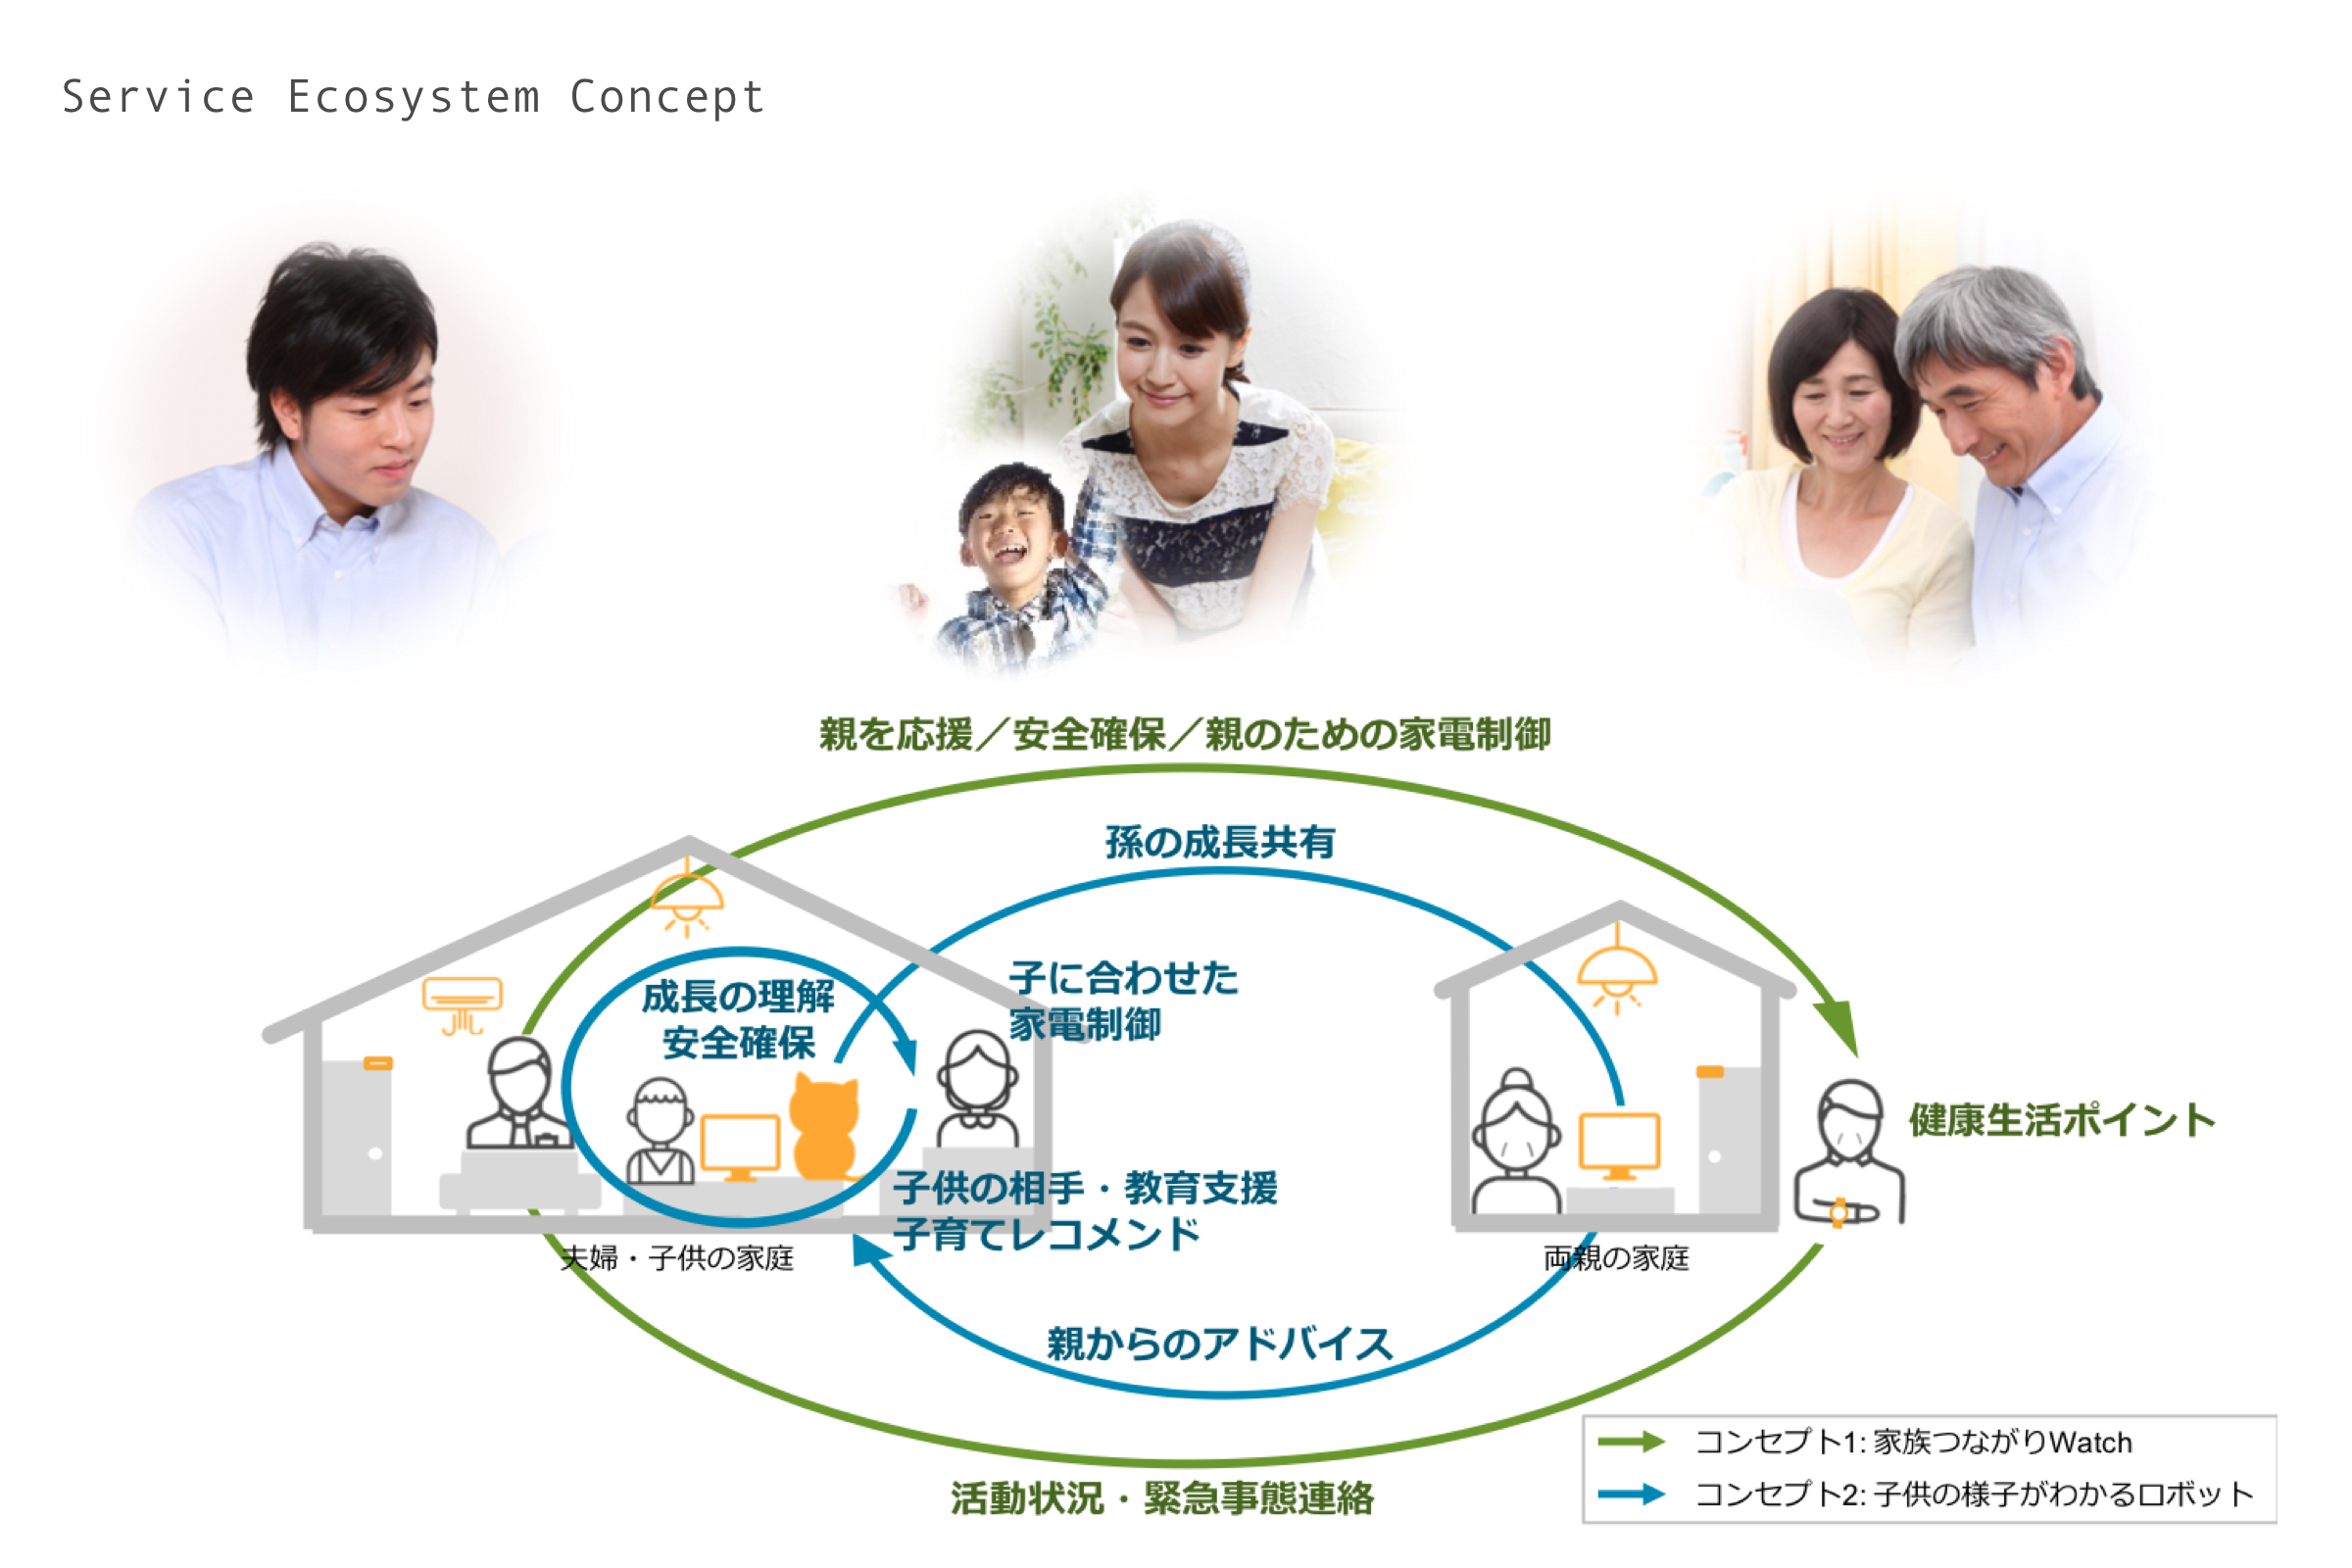 Service Ecosystem Concept
親を応援／安全確保／親のための家電制御
孫の成長共有
子に合わせた
家電制御
成長の理解
安全確保
健康生活ポイント
子供の相手・教育支援
子育てレコメンド
夫婦・子供の家庭
両親の家庭
親からのアドバイス
活動状況・緊急事態連絡
コンセプト1: 家族つながりWatch
コンセプト2: 子供の様子がわかるロボット